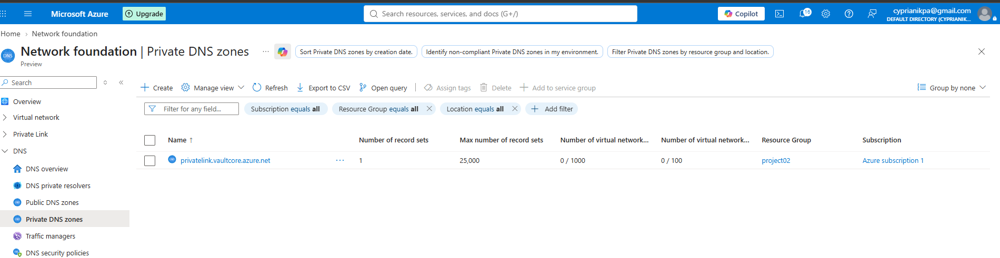 Microsoft Azure
Upgrade
Search resources, services, and docs (G+/)
Copilot
16
cyprianikpa@gmail.com
DEFAULT DIRECTORY (CYPRIANIK...
Home > Network foundation
DNS
Network foundation | Private DNS zones
...
Sort Private DNS zones by creation date.
Identify non-compliant Private DNS zones in my environment.
Filter Private DNS zones by resource group and location.
Preview
Search
Create
Manage view
Refresh
Export to CSV
Open query
Assign tags
Delete
Add to service group
Group by none
Overview
Virtual network
Private Link
DNS
DNS overview
DNS private resolvers
Public DNS zones
Private DNS zones
Traffic managers
DNS security policies
Filter for any field...
Subscription equals all
Resource Group equals all
Location equals all
Add filter
Name ↑ Number of record sets Max number of record sets Number of virtual network... Number of virtual network... Resource Group Subscription
privatelink.vaultcore.azure.net ... 1 25,000 0 / 1000 0 / 100 project02 Azure subscription 1